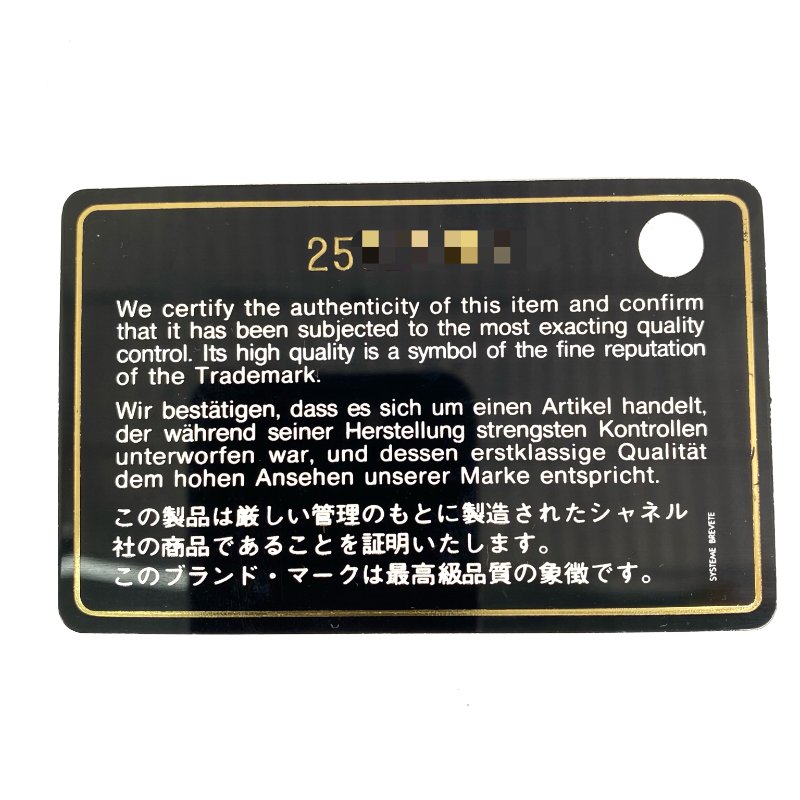 25
We certify the authenticity of this item and confirm
that it has been subjected to the most exacting quality
control. Its high quality is a symbol of the fine reputation
of the Trademark.
Wir bestätigen, dass es sich um einen Artikel handelt,
der während seiner Herstellung strengsten Kontrollen
unterworfen war, und dessen erstklassige Qualität
dem hohen Ansehen unserer Marke entspricht.
この製品は厳しい管理のもとに製造されたシャネル
社の商品であることを証明いたします。
このブランド・マークは最高級品質の象徴です。
SYSTEME BREVETE